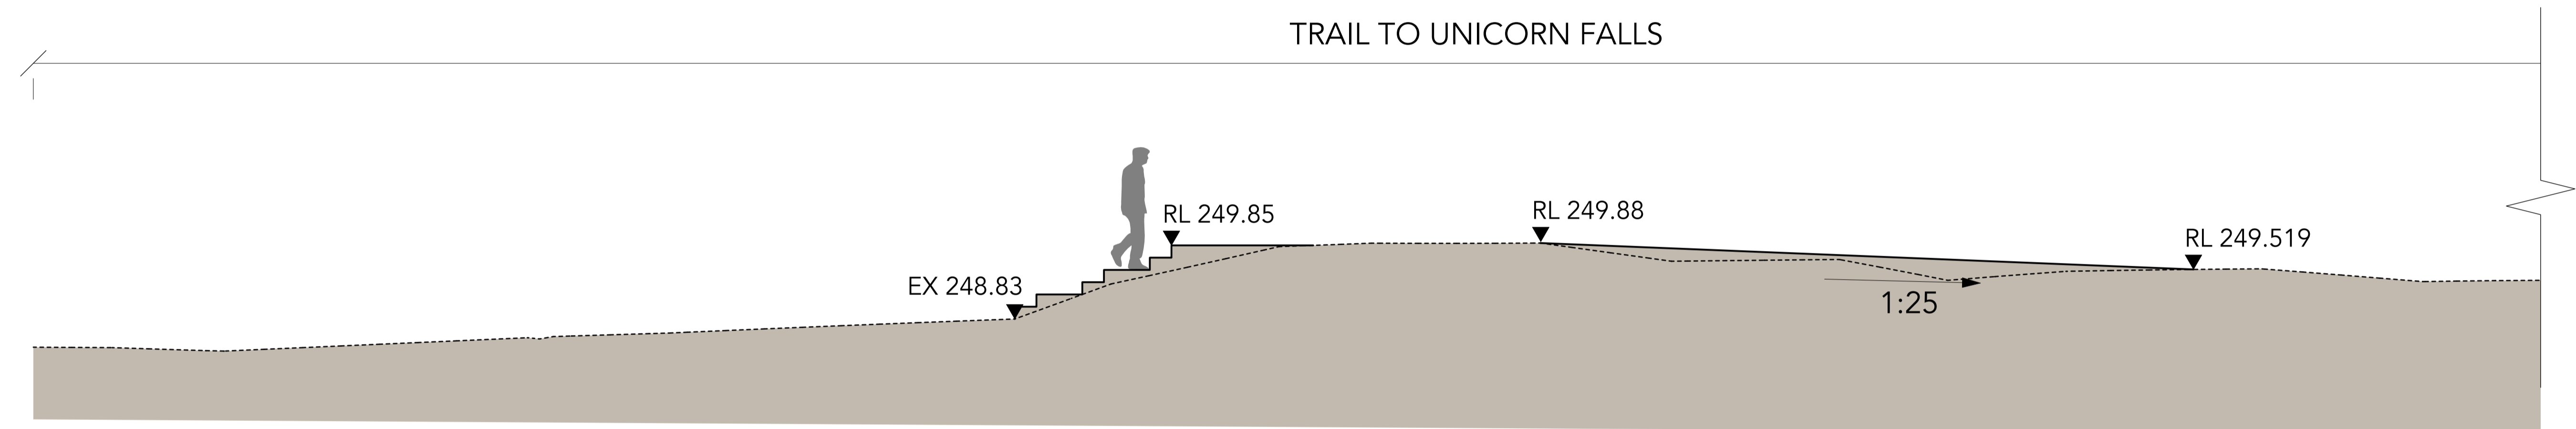 TRAIL TO UNICORN FALLS
EX 248.83
RL 249.85
RL 249.88
RL 249.519
1:25